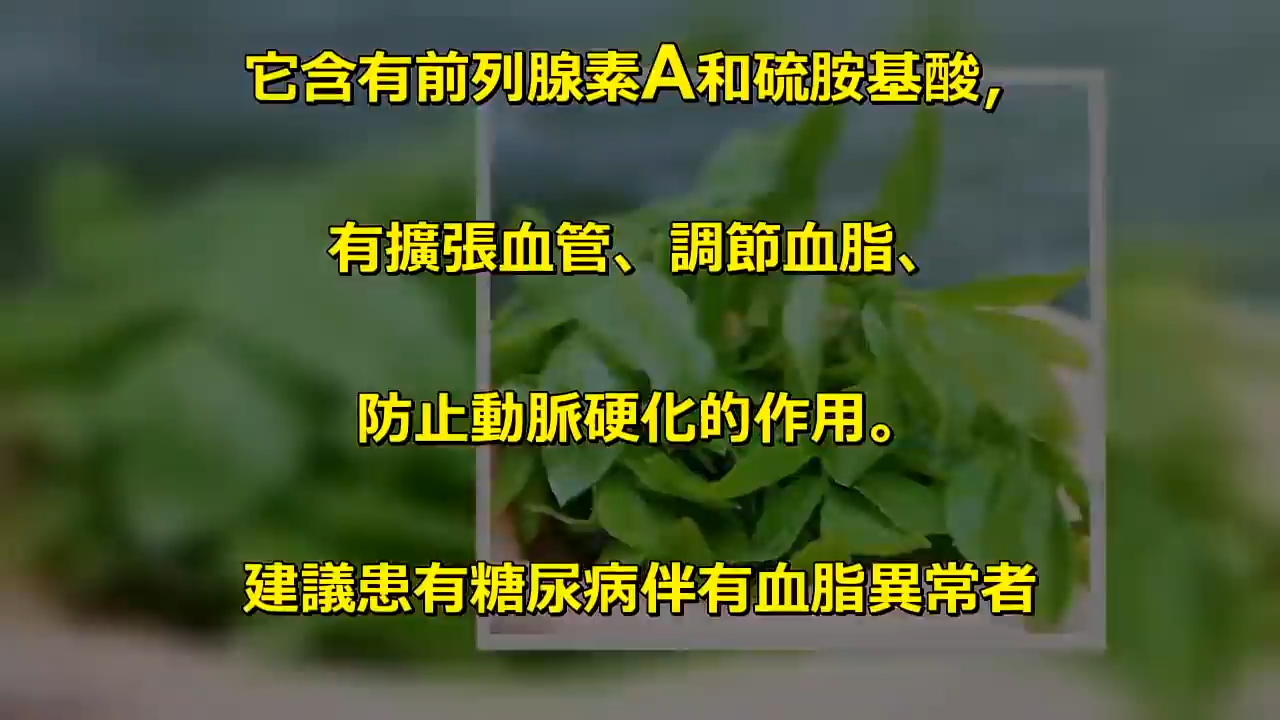 它含有前列腺素A和硫胺基酸，
有擴張血管、調節血脂、
防止動脈硬化的作用。
建議患有糖尿病伴有血脂異常者